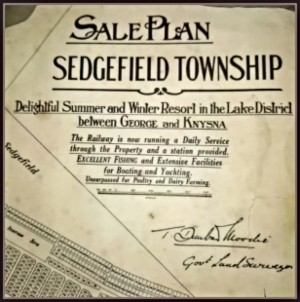 SALE PLAN
SEDGEFIELD TOWNSHIP
Delightful Summer and Winter Resort in the Lake District
between GEORGE and KNYSNA
The Railway is now running a Daily Service
through the Property and a station provided.
EXCELLENT FISHING and Extensive Facilities
for Boating and Yachting.
Unsurpassed for Poultry and Dairy Farming.
Sedgefield
Govt Land Surveyor